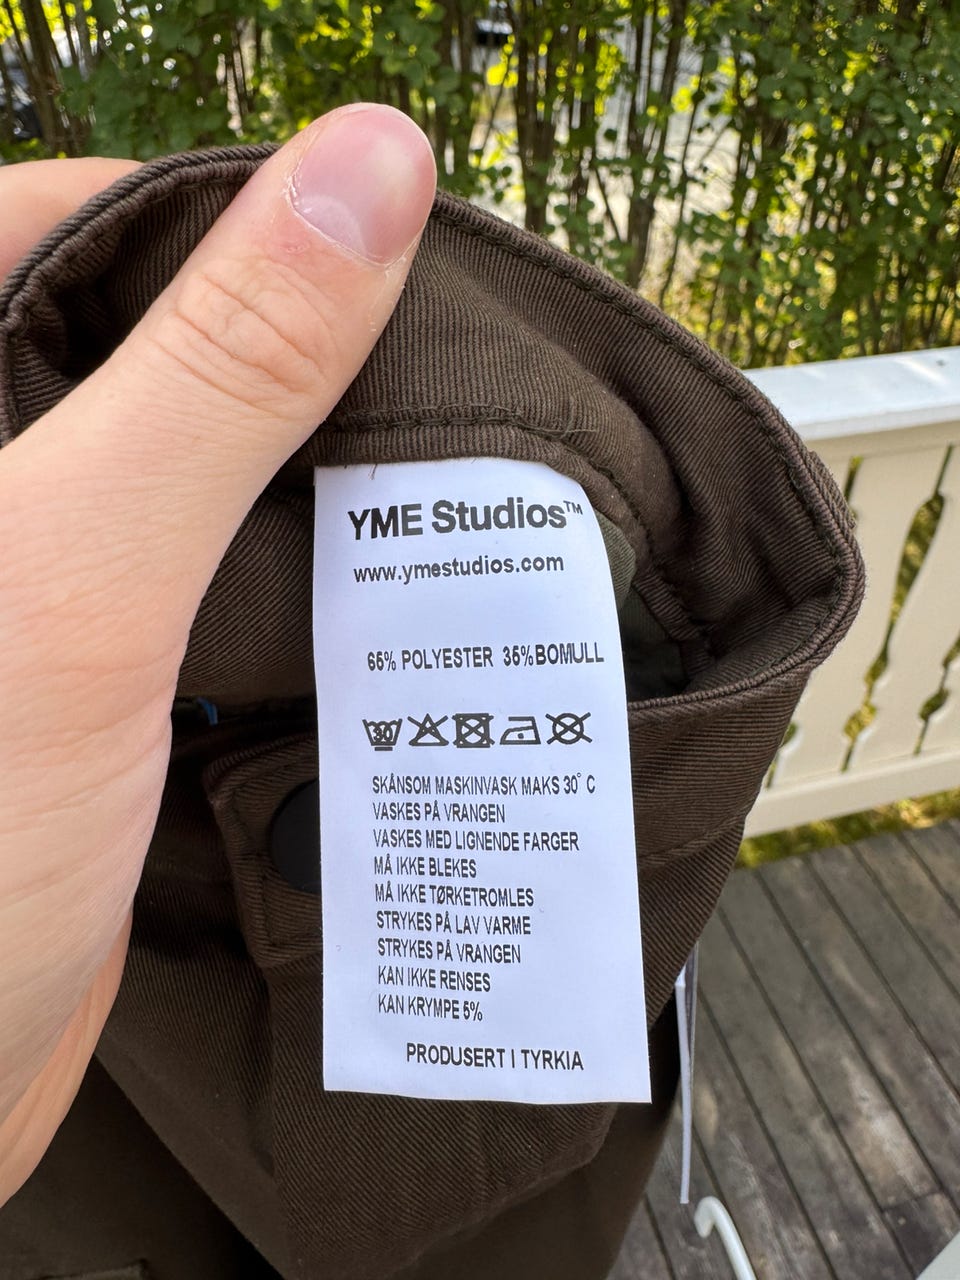 YME Studios™
www.ymestudios.com
65% POLYESTER 35%BOMULL
30
SKÅNSOM MASKINVASK MAKS 30° C
VASKES PÅ VRANGEN
VASKES MED LIGNENDE FARGER
MÅ IKKE BLEKES
MÅ IKKE TØRKETROMLES
STRYKES PÅ LAV VARME
STRYKES PÅ VRANGEN
KAN IKKE RENSES
KAN KRYMPE 5%
PRODUSERT I TYRKIA